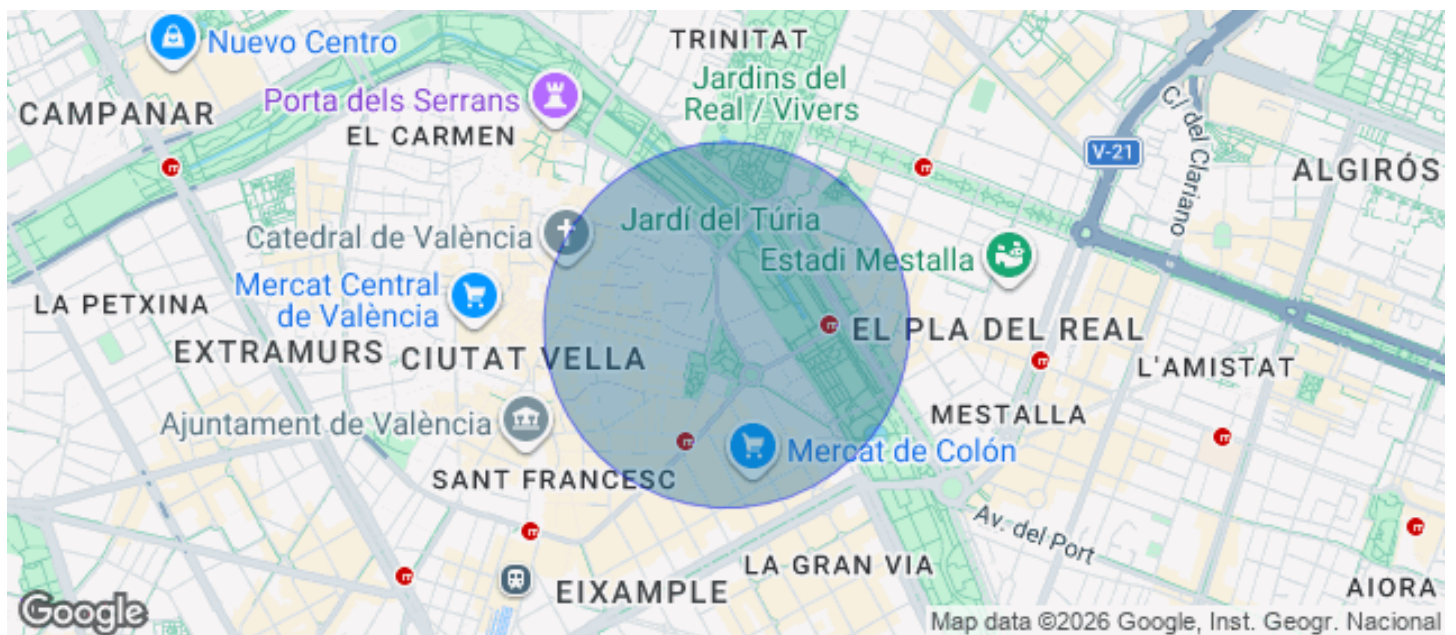 TRINITAT
Nuevo Centro
Jardins del
Real / Vivers
Porta dels Serrans
CAMPANAR
EL CARMEN
V-21
C/ del Clariano
ALGIRÓS
Jardí del Túria
Catedral de València
Estadi Mestalla
Mercat Central
de València
LA PETXINA
EL PLA DEL REAL
EXTRAMURS
CIUTAT VELLA
L'AMISTAT
Ajuntament de València
MESTALLA
Mercat de Colón
SANT FRANCESC
Av. del Port
LA GRAN VIA
EIXAMPLE
AIORA
Google
Map data ©2026 Google, Inst. Geogr. Nacional